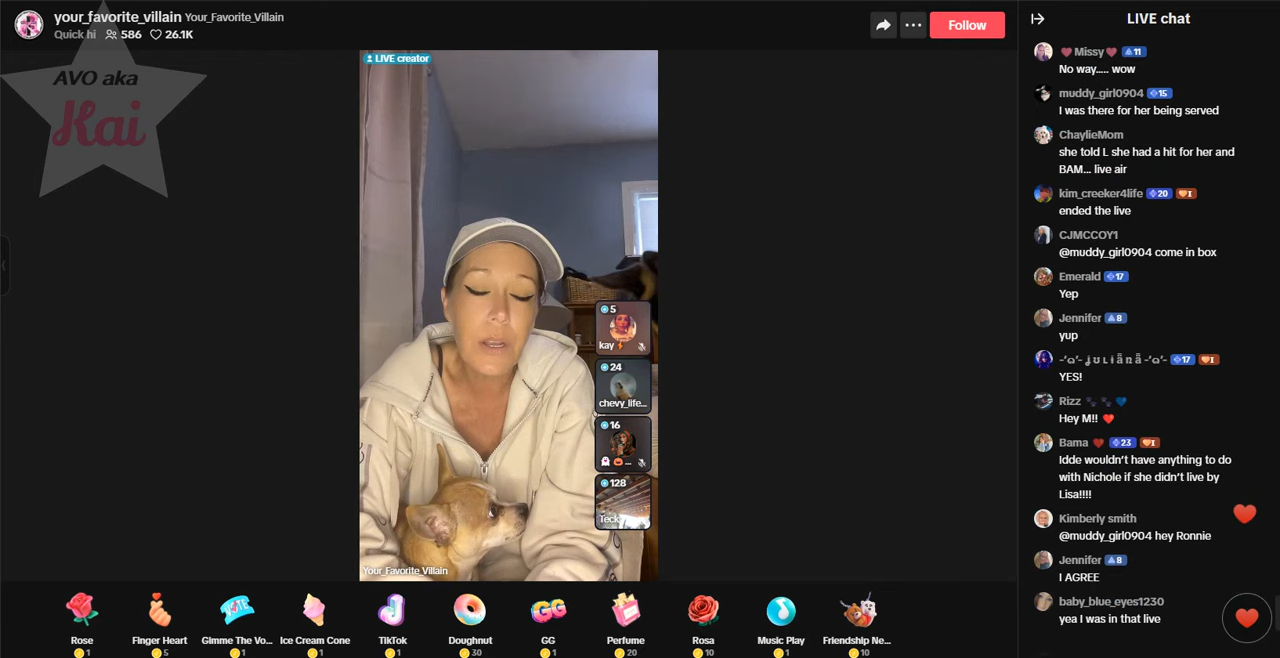 your_favorite_villain Your_Favorite_Villain
Quick hi 586 26.1K
Follow
AVO aka
Kai
LIVE creator
5
kay
24
chevy_life...
16
...
128
Teck
Your_Favorite_Villain
Rose
1
Finger Heart
5
Gimme The Vo...
1
Ice Cream Cone
1
TikTok
1
Doughnut
30
GG
GG
1
Perfume
20
Rosa
10
Music Play
1
Friendship Ne...
10
VOTE
LIVE chat
Missy 11
No way..... wow
muddy_girl0904 15
I was there for her being served
ChaylieMom
she told L she had a hit for her and
BAM... live air
kim_creeker4life 20 I
ended the live
CJMCCOY1
@muddy_girl0904 come in box
Emerald 17
Yep
Jennifer 8
yup
17 I
YES!
Rizz
Hey M!!
Bama 23 I
Idde wouldn't have anything to do
with Nichole if she didn't live by
Lisa!!!!
Kimberly smith
@muddy_girl0904 hey Ronnie
Jennifer 8
I AGREE
baby_blue_eyes1230
yea I was in that live